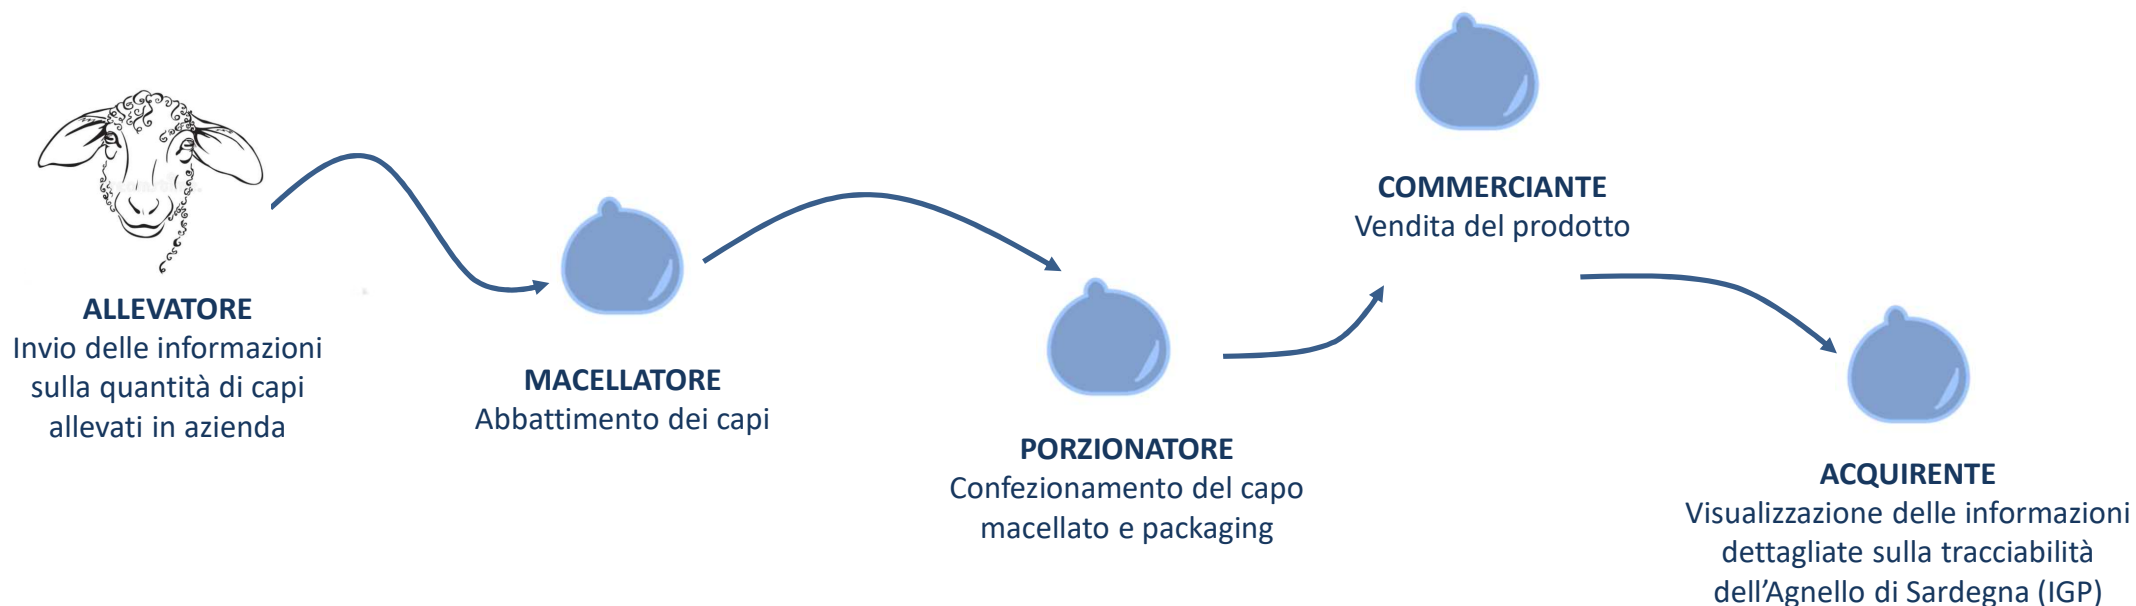 ALLEVATORE
Invio delle informazioni
sulla quantità di capi
allevati in azienda
MACELLATORE
Abbattimento dei capi
PORZIONATORE
Confezionamento del capo
macellato e packaging
COMMERCIANTE
Vendita del prodotto
ACQUIRENTE
Visualizzazione delle informazioni
dettagliate sulla tracciabilità
dell'Agnello di Sardegna (IGP)